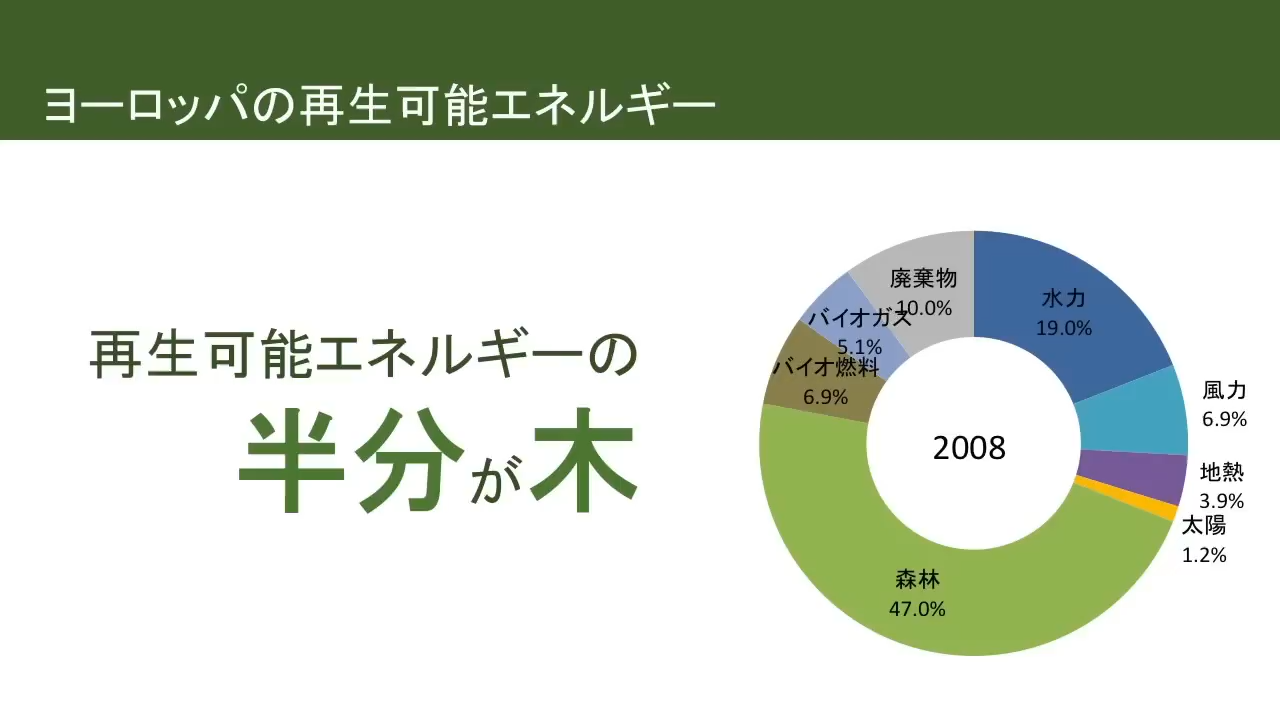 ヨーロッパの再生可能エネルギー
再生可能エネルギーの
半分が木
廃棄物
10.0%
水力
19.0%
バイオガス
5.1%
バイオ燃料
6.9%
風力
6.9%
2008
地熱
3.9%
太陽
1.2%
森林
47.0%